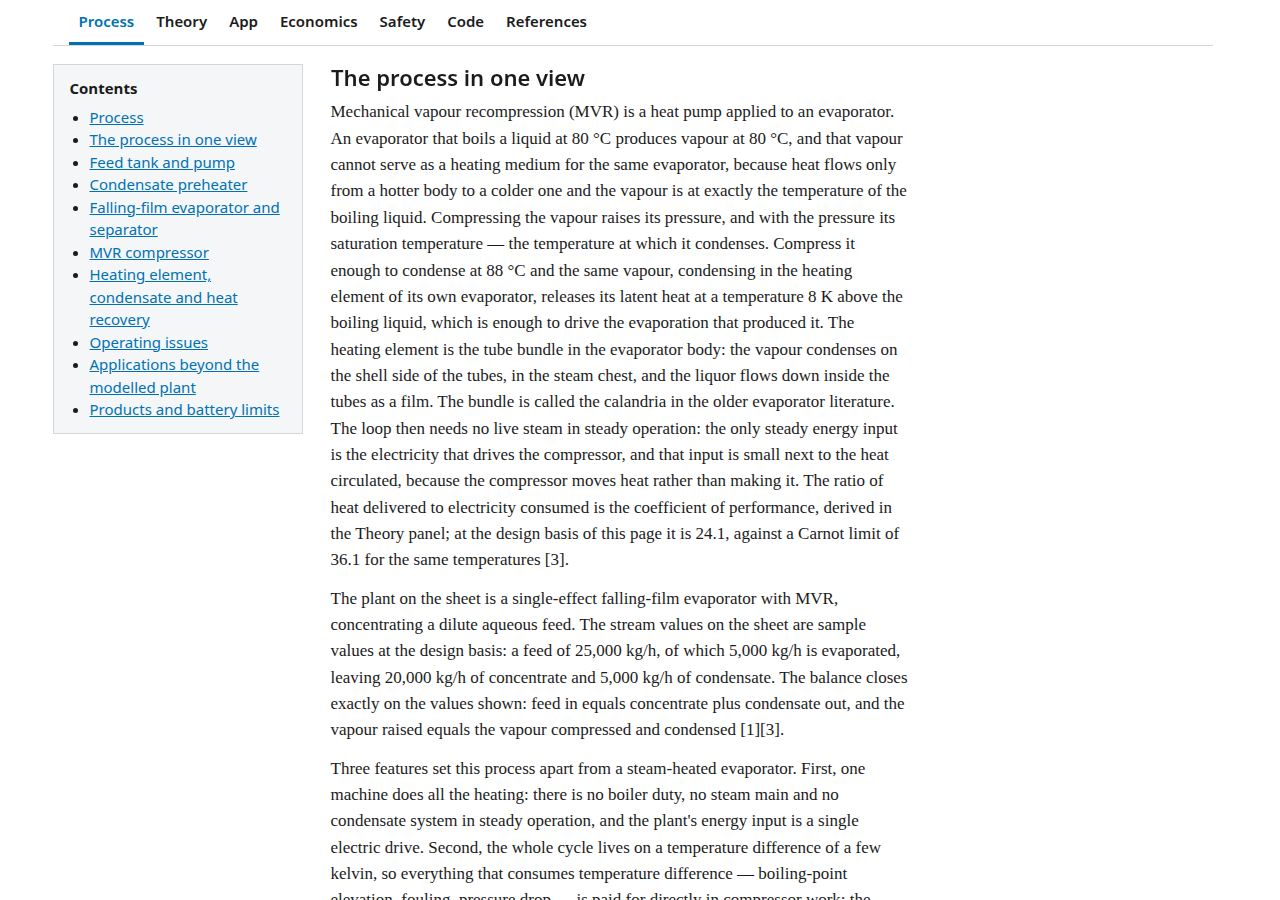 Process Theory App Economics Safety Code References
Contents
Process
The process in one view
Feed tank and pump
Condensate preheater
Falling-film evaporator and
separator
MVR compressor
Heating element,
condensate and heat
recovery
Operating issues
Applications beyond the
modelled plant
Products and battery limits
The process in one view
Mechanical vapour recompression (MVR) is a heat pump applied to an evaporator.
An evaporator that boils a liquid at 80 °C produces vapour at 80 °C, and that vapour
cannot serve as a heating medium for the same evaporator, because heat flows only
from a hotter body to a colder one and the vapour is at exactly the temperature of the
boiling liquid. Compressing the vapour raises its pressure, and with the pressure its
saturation temperature — the temperature at which it condenses. Compress it
enough to condense at 88 °C and the same vapour, condensing in the heating
element of its own evaporator, releases its latent heat at a temperature 8 K above the
boiling liquid, which is enough to drive the evaporation that produced it. The
heating element is the tube bundle in the evaporator body: the vapour condenses on
the shell side of the tubes, in the steam chest, and the liquor flows down inside the
tubes as a film. The bundle is called the calandria in the older evaporator literature.
The loop then needs no live steam in steady operation: the only steady energy input
is the electricity that drives the compressor, and that input is small next to the heat
circulated, because the compressor moves heat rather than making it. The ratio of
heat delivered to electricity consumed is the coefficient of performance, derived in
the Theory panel; at the design basis of this page it is 24.1, against a Carnot limit of
36.1 for the same temperatures [3].
The plant on the sheet is a single-effect falling-film evaporator with MVR,
concentrating a dilute aqueous feed. The stream values on the sheet are sample
values at the design basis: a feed of 25,000 kg/h, of which 5,000 kg/h is evaporated,
leaving 20,000 kg/h of concentrate and 5,000 kg/h of condensate. The balance closes
exactly on the values shown: feed in equals concentrate plus condensate out, and the
vapour raised equals the vapour compressed and condensed [1][3].
Three features set this process apart from a steam-heated evaporator. First, one
machine does all the heating: there is no boiler duty, no steam main and no
condensate system in steady operation, and the plant's energy input is a single
electric drive. Second, the whole cycle lives on a temperature difference of a few
kelvin, so everything that consumes temperature difference — boiling-point
elevation, fouling, pressure drop — is paid for directly in compressor work; the